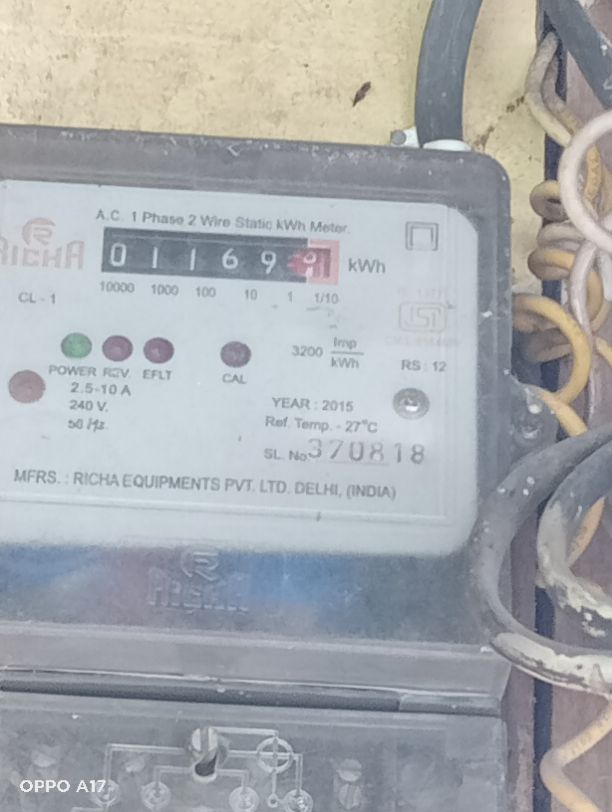 A.C. 1 Phase 2 Wire Static kWh Meter.
RICHA
0 1 1 6 9 9 kWh
CL - 1
10000 1000 100 10 1 1/10
3200 Imp/kWh
POWER REV. EFLT
CAL
RS : 12
2.5-10 A
240 V.
50 Hz.
YEAR : 2015
Ref. Temp. - 27°C
SL. No 370818
MFRS. : RICHA EQUIPMENTS PVT. LTD. DELHI, (INDIA)
RICHA
OPPO A17